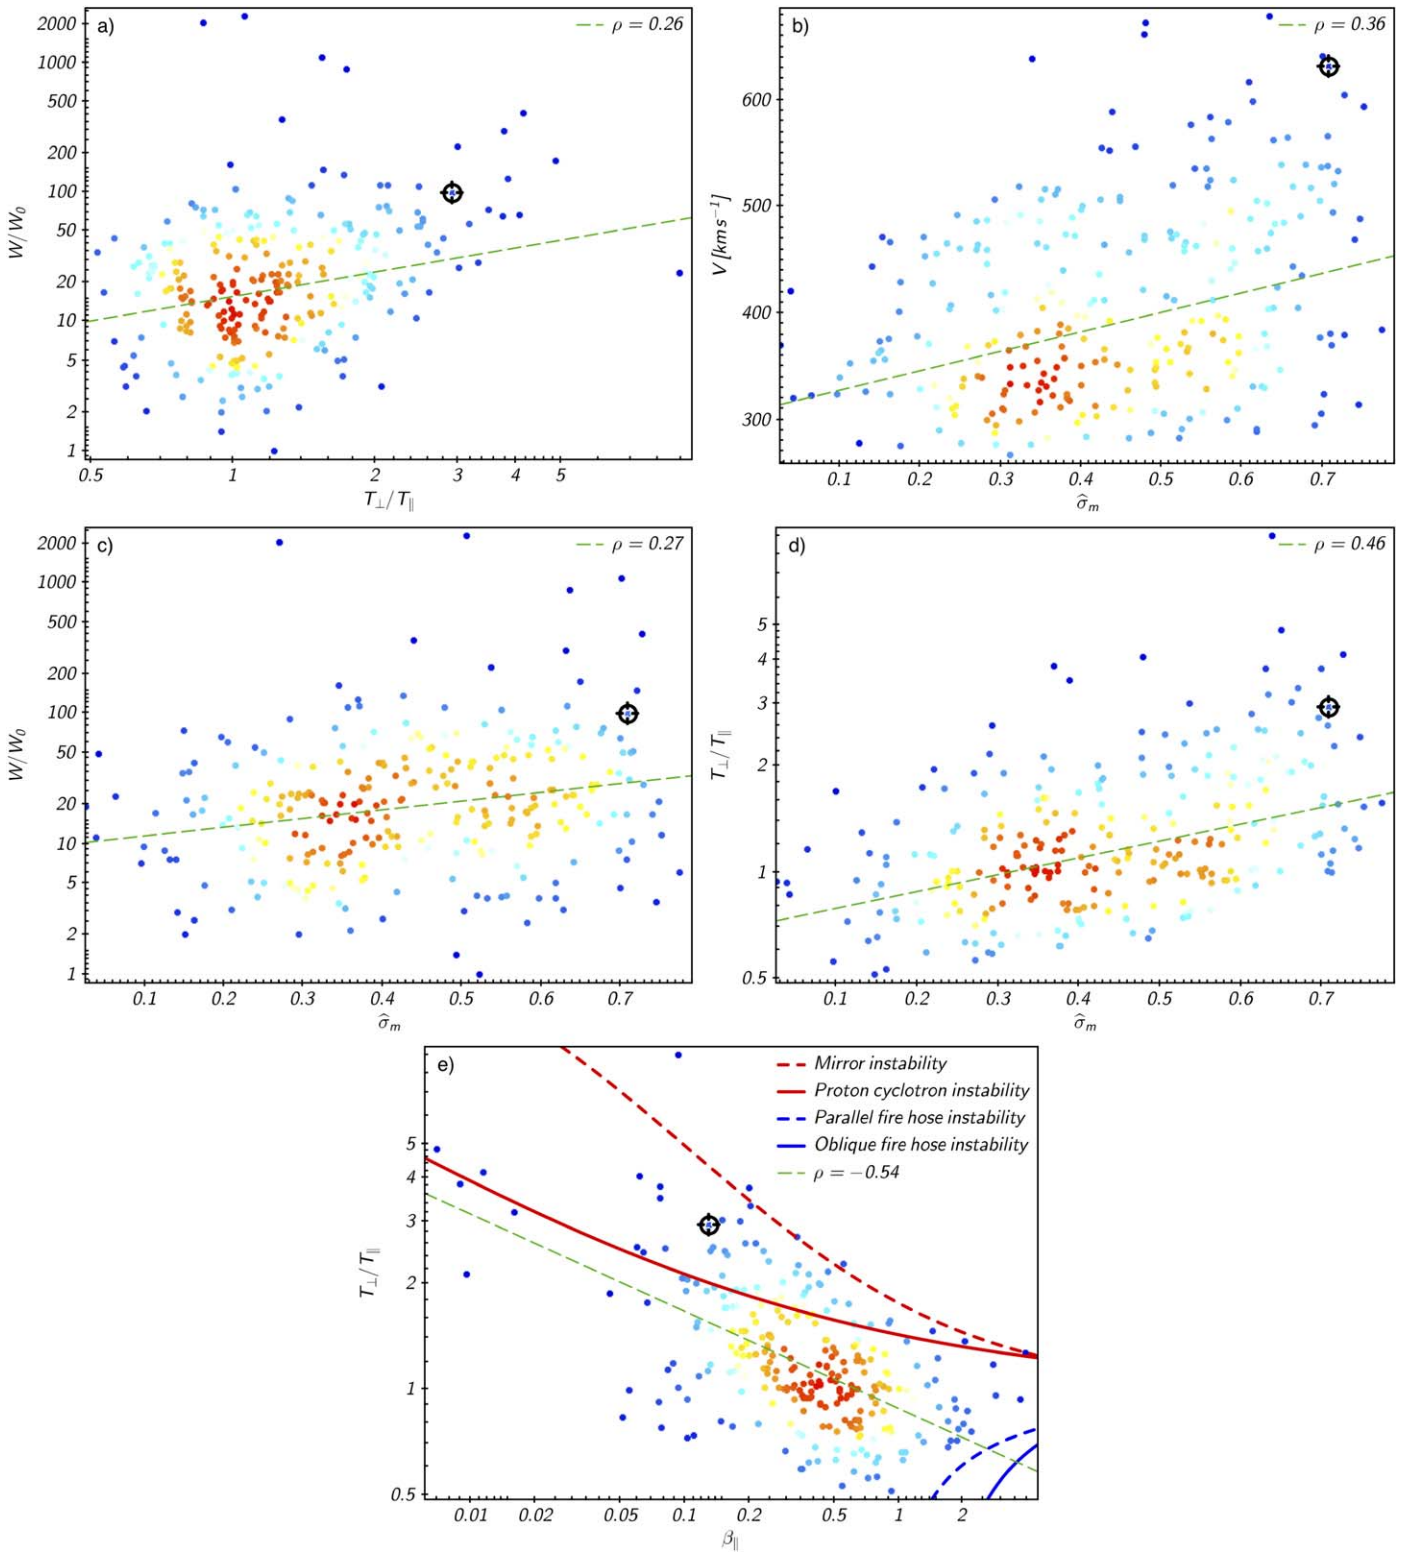 a)
ρ = 0.26
2000
1000
500
200
100
50
20
10
5
2
1
W/W₀
0.5 1 2 3 4 5
T⊥/T∥
b)
ρ = 0.36
600
500
400
300
V [km s⁻¹]
0.1 0.2 0.3 0.4 0.5 0.6 0.7
σ̂ₘ
c)
ρ = 0.27
2000
1000
500
200
100
50
20
10
5
2
1
W/W₀
0.1 0.2 0.3 0.4 0.5 0.6 0.7
σ̂ₘ
d)
ρ = 0.46
5
4
3
2
1
0.5
T⊥/T∥
0.1 0.2 0.3 0.4 0.5 0.6 0.7
σ̂ₘ
e)
Mirror instability
Proton cyclotron instability
Parallel fire hose instability
Oblique fire hose instability
ρ = −0.54
5
4
3
2
1
0.5
T⊥/T∥
0.01 0.02 0.05 0.1 0.2 0.5 1 2
β∥